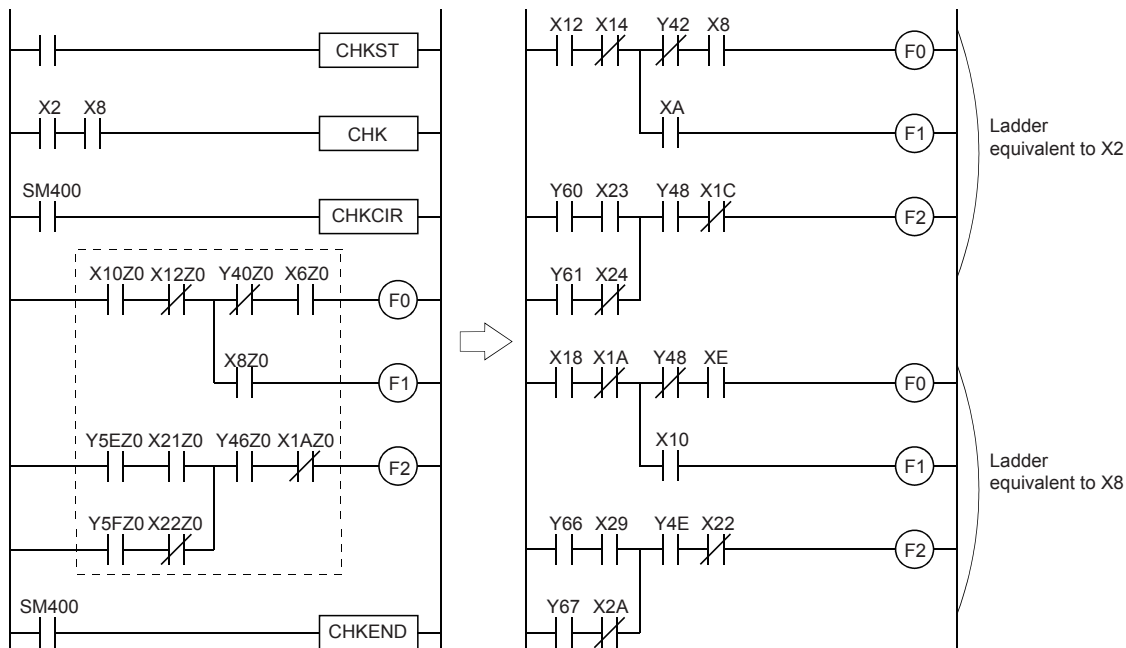 CHKST
X2 X8
CHK
SM400
CHKCIR
X10Z0 X12Z0 Y40Z0 X6Z0
F0
X8Z0
F1
Y5EZ0 X21Z0 Y46Z0 X1AZ0
F2
Y5FZ0 X22Z0
SM400
CHKEND
X12 X14 Y42 X8
F0
XA
F1
Ladder
equivalent to X2
Y60 X23 Y48 X1C
F2
Y61 X24
X18 X1A Y48 XE
F0
X10
F1
Ladder
equivalent to X8
Y66 X29 Y4E X22
F2
Y67 X2A